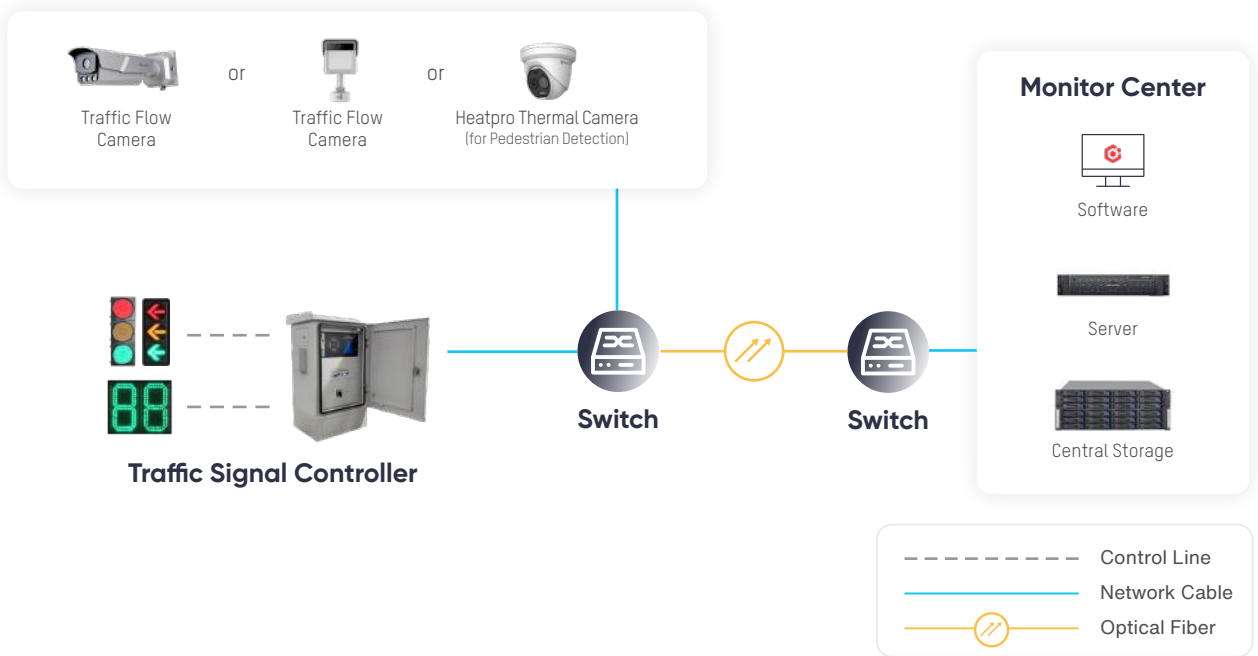 or
or
Traffic Flow
Camera
Traffic Flow
Camera
Heatpro Thermal Camera
(for Pedestrian Detection)
Monitor Center
Software
Server
Central Storage
88
Traffic Signal Controller
Switch
Switch
Control Line
Network Cable
Optical Fiber